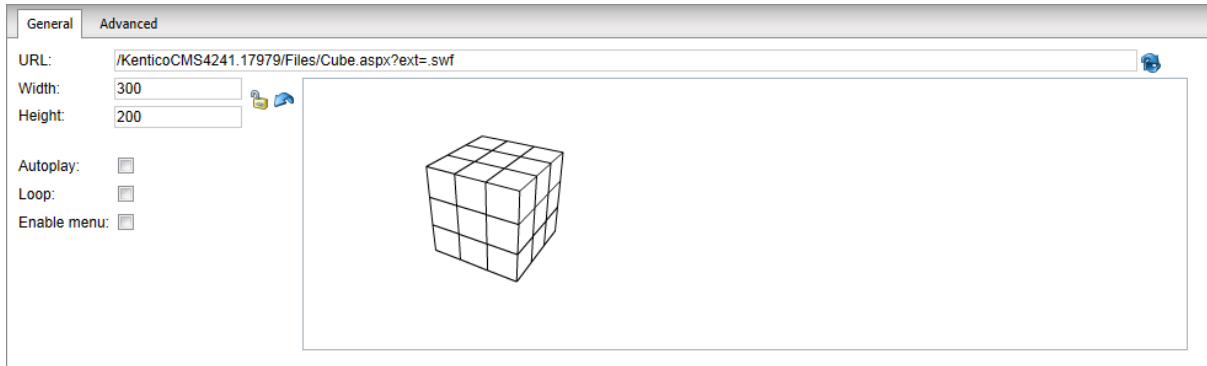 General Advanced
URL: /KenticoCMS4241.17979/Files/Cube.aspx?ext=.swf
Width: 300
Height: 200
Autoplay:
Loop:
Enable menu: